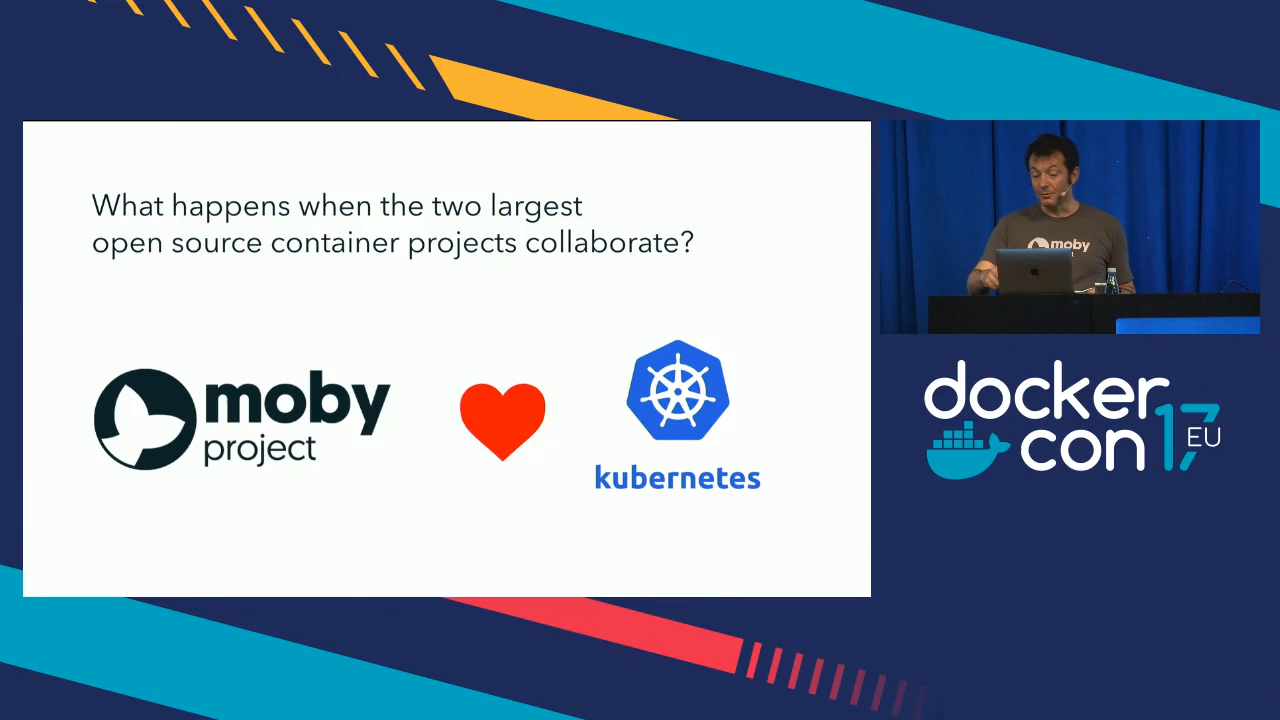 What happens when the two largest
open source container projects collaborate?
moby
project
kubernetes
moby
docker
con 17 EU